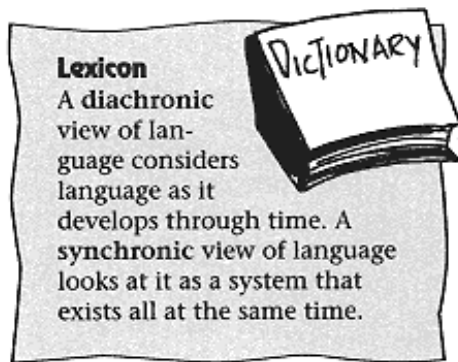 DICTIONARY
Lexicon
A diachronic
view of lan-
guage considers
language as it
develops through time. A
synchronic view of language
looks at it as a system that
exists all at the same time.